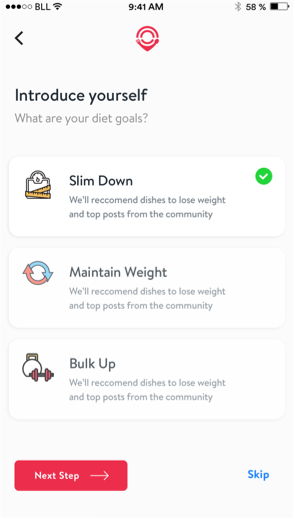 BLL 9:41 AM 58 %
Introduce yourself
What are your diet goals?
Slim Down
We'll reccomend dishes to lose weight
and top posts from the community
Maintain Weight
We'll reccomend dishes to lose weight
and top posts from the community
Bulk Up
We'll reccomend dishes to lose weight
and top posts from the community
Next Step Skip